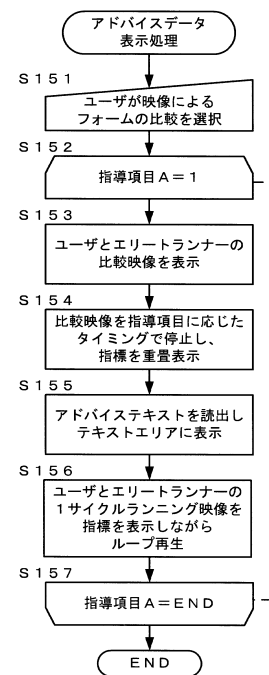 アドバイスデータ
表示処理
S151
ユーザが映像による
フォームの比較を選択
S152
指導項目A=1
S153
ユーザとエリートランナーの
比較映像を表示
S154
比較映像を指導項目に応じた
タイミングで停止し、
指標を重畳表示
S155
アドバイステキストを読出し
テキストエリアに表示
S156
ユーザとエリートランナーの
1サイクルランニング映像を
指標を表示しながら
ループ再生
S157
指導項目A=END
END